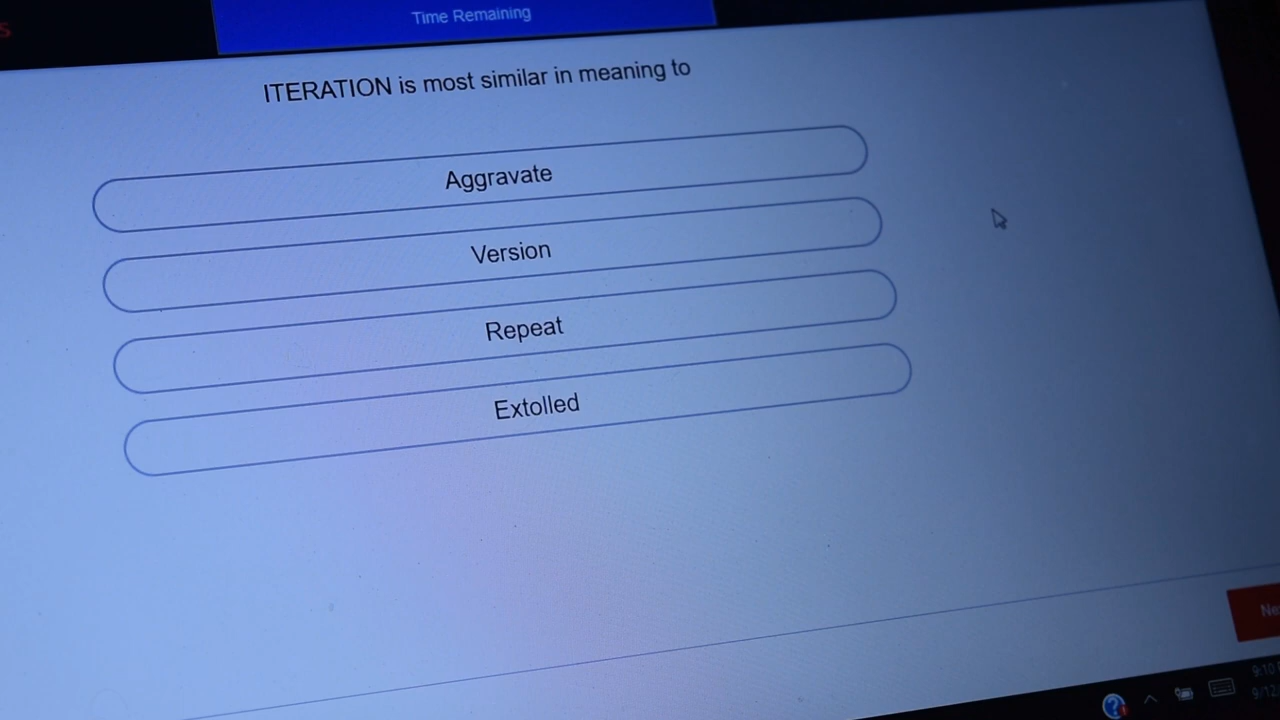 Time Remaining
ITERATION is most similar in meaning to
Aggravate
Version
Repeat
Extolled